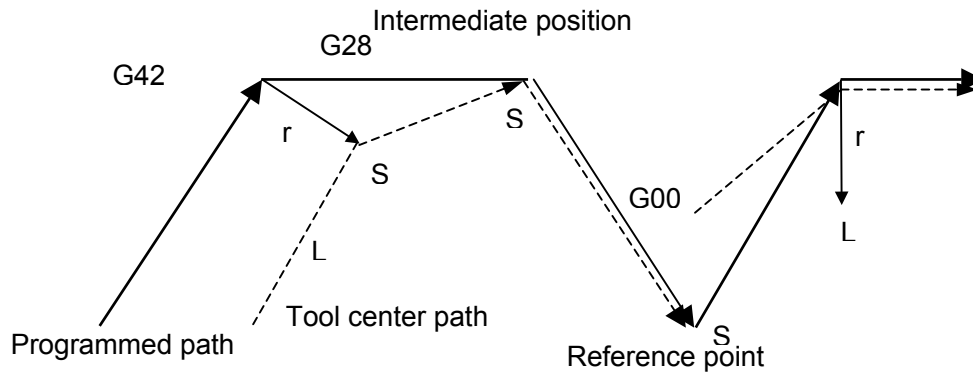 Intermediate position
G28
G42
r
S
S
r
G00
L
L
Tool center path
Programmed path
S
Reference point